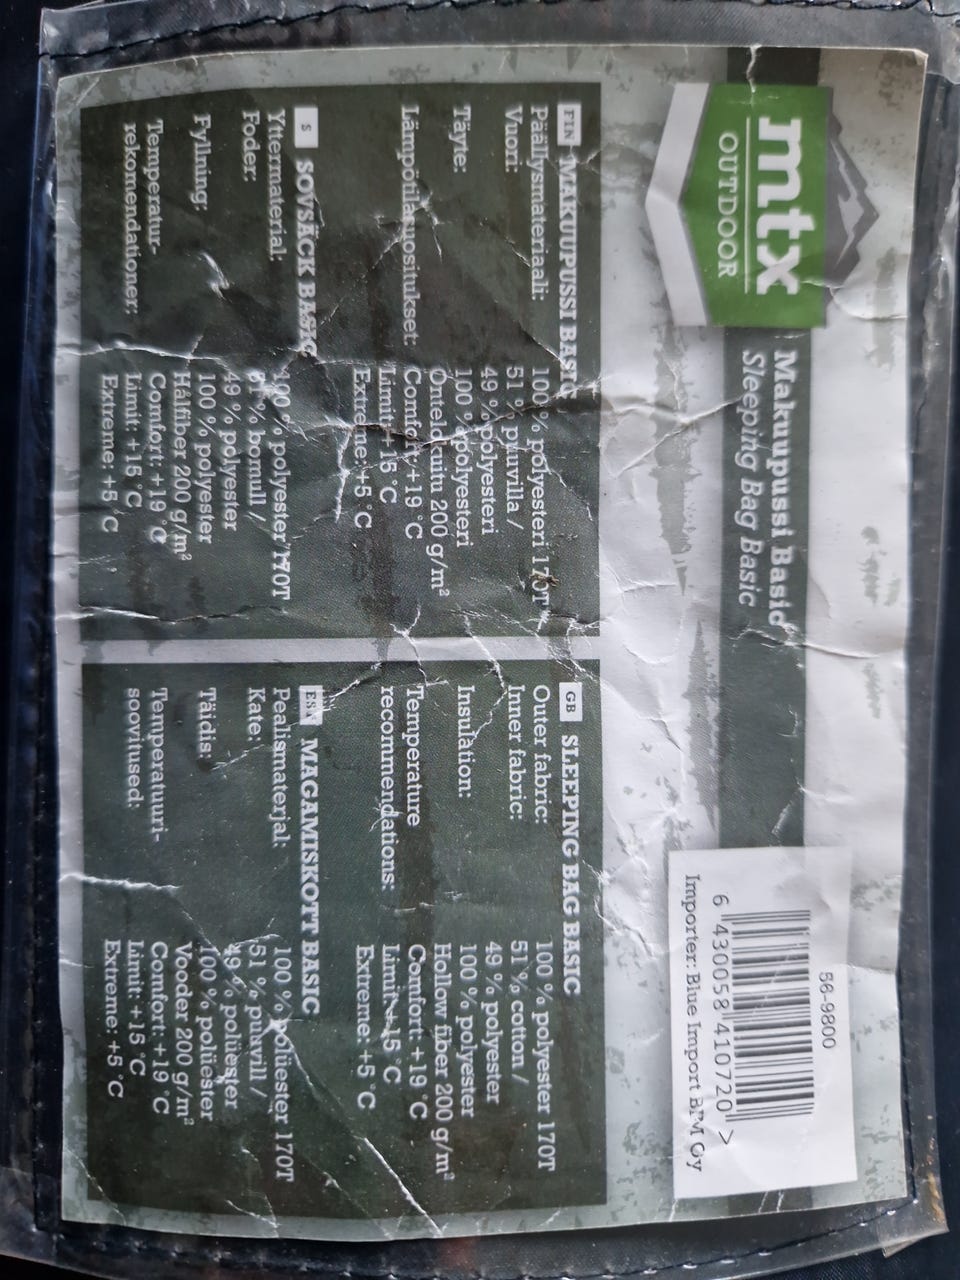 mtx
OUTDOOR
Makuupussi Basic
Sleeping Bag Basic
56-9800
6 430058 410720 >
Importer: Blue Import BIM Oy
FIN MAKUUPUSSI BASIC
Päällysmateriaali: 100 % polyesteri 170T
Vuori: 51 % puuvilla /
49 % polyesteri
Täyte: 100 % polyesteri
Ontelokuitu 200 g/m²
Lämpötilasuositukset: Comfort: +19 °C
Limit: +15 °C
Extreme: +5 °C
S SOVSÄCK BASIC
Yttermaterial: 100 % polyester 170T
Foder: 51 % bomull /
49 % polyester
Fyllning: 100 % polyester
Hålfiber 200 g/m²
Temperatur- Comfort: +19 °C
rekomendationer: Limit: +15 °C
Extreme: +5 °C
GB SLEEPING BAG BASIC
Outer fabric: 100 % polyester 170T
Inner fabric: 51 % cotton /
49 % polyester
Insulation: 100 % polyester
Hollow fiber 200 g/m²
Temperature Comfort: +19 °C
recommendations: Limit: +15 °C
Extreme: +5 °C
EST MAGAMISKOTT BASIC
Pealismaterjal: 100 % polüester 170T
Kate: 51 % puuvill /
49 % polüester
Täidis: 100 % polüester
Vooder 200 g/m²
Temperatuuri- Comfort: +19 °C
soovitused: Limit: +15 °C
Extreme: +5 °C